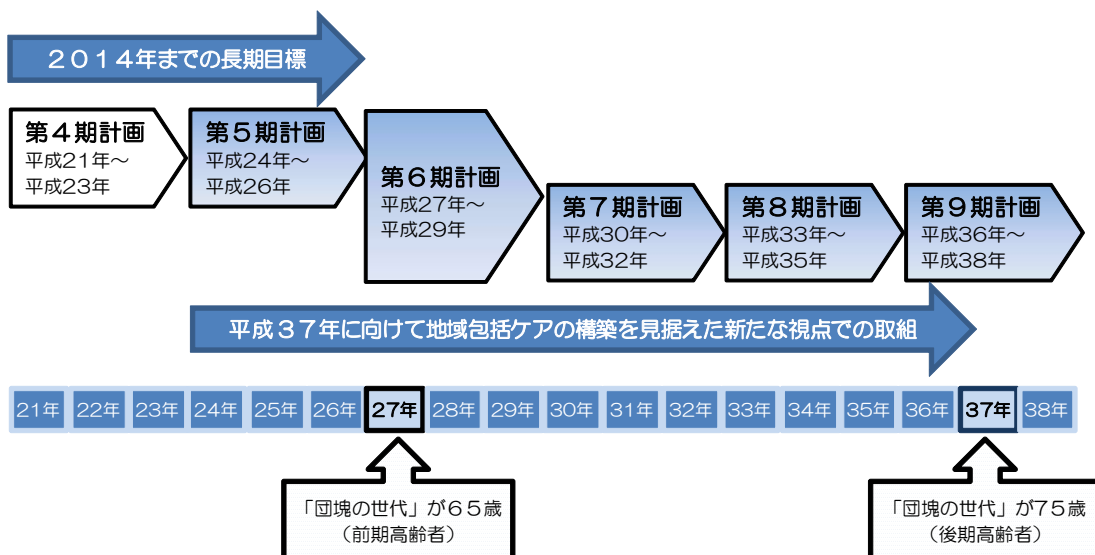 ２０１４年までの長期目標
第４期計画
平成21年～
平成23年
第５期計画
平成24年～
平成26年
第６期計画
平成27年～
平成29年
第７期計画
平成30年～
平成32年
第８期計画
平成33年～
平成35年
第９期計画
平成36年～
平成38年
平成３７年に向けて地域包括ケアの構築を見据えた新たな視点での取組
21年 22年 23年 24年 25年 26年 27年 28年 29年 30年 31年 32年 33年 34年 35年 36年 37年 38年
「団塊の世代」が６５歳
（前期高齢者）
「団塊の世代」が７５歳
（後期高齢者）